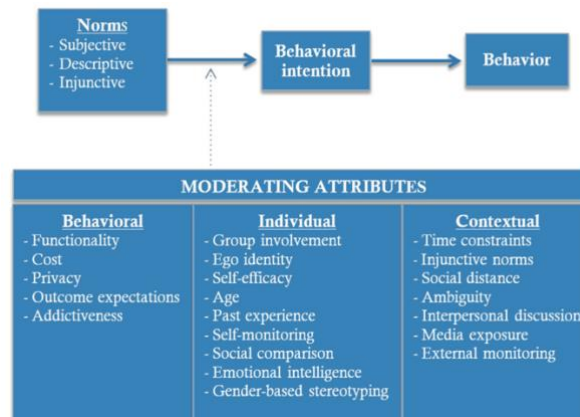 Norms
- Subjective
- Descriptive
- Injunctive
Behavioral
intention
Behavior
MODERATING ATTRIBUTES
Behavioral
- Functionality
- Cost
- Privacy
- Outcome expectations
- Addictiveness
Individual
- Group involvement
- Ego identity
- Self-efficacy
- Age
- Past experience
- Self-monitoring
- Social comparison
- Emotional intelligence
- Gender-based stereotyping
Contextual
- Time constraints
- Injunctive norms
- Social distance
- Ambiguity
- Interpersonal discussion
- Media exposure
- External monitoring